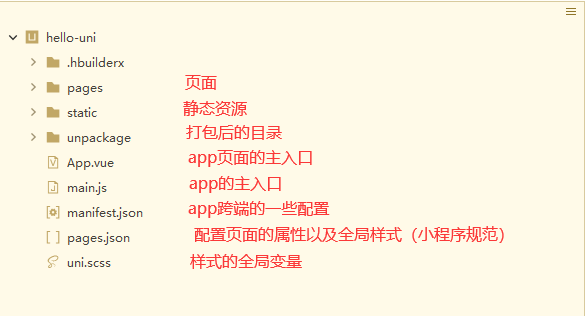 hello-uni
.hbuilderx
pages 页面
static 静态资源
unpackage 打包后的目录
App.vue app页面的主入口
main.js app的主入口
manifest.json app跨端的一些配置
pages.json 配置页面的属性以及全局样式（小程序规范）
uni.scss 样式的全局变量